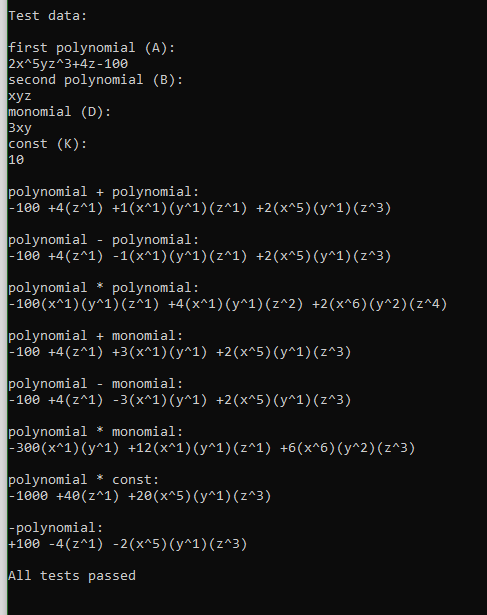 Test data:
first polynomial (A):
2x^5yz^3+4z-100
second polynomial (B):
xyz
monomial (D):
3xy
const (K):
10
polynomial + polynomial:
-100 +4(z^1) +1(x^1)(y^1)(z^1) +2(x^5)(y^1)(z^3)
polynomial - polynomial:
-100 +4(z^1) -1(x^1)(y^1)(z^1) +2(x^5)(y^1)(z^3)
polynomial * polynomial:
-100(x^1)(y^1)(z^1) +4(x^1)(y^1)(z^2) +2(x^6)(y^2)(z^4)
polynomial + monomial:
-100 +4(z^1) +3(x^1)(y^1) +2(x^5)(y^1)(z^3)
polynomial - monomial:
-100 +4(z^1) -3(x^1)(y^1) +2(x^5)(y^1)(z^3)
polynomial * monomial:
-300(x^1)(y^1) +12(x^1)(y^1)(z^1) +6(x^6)(y^2)(z^3)
polynomial * const:
-1000 +40(z^1) +20(x^5)(y^1)(z^3)
-polynomial:
+100 -4(z^1) -2(x^5)(y^1)(z^3)
All tests passed